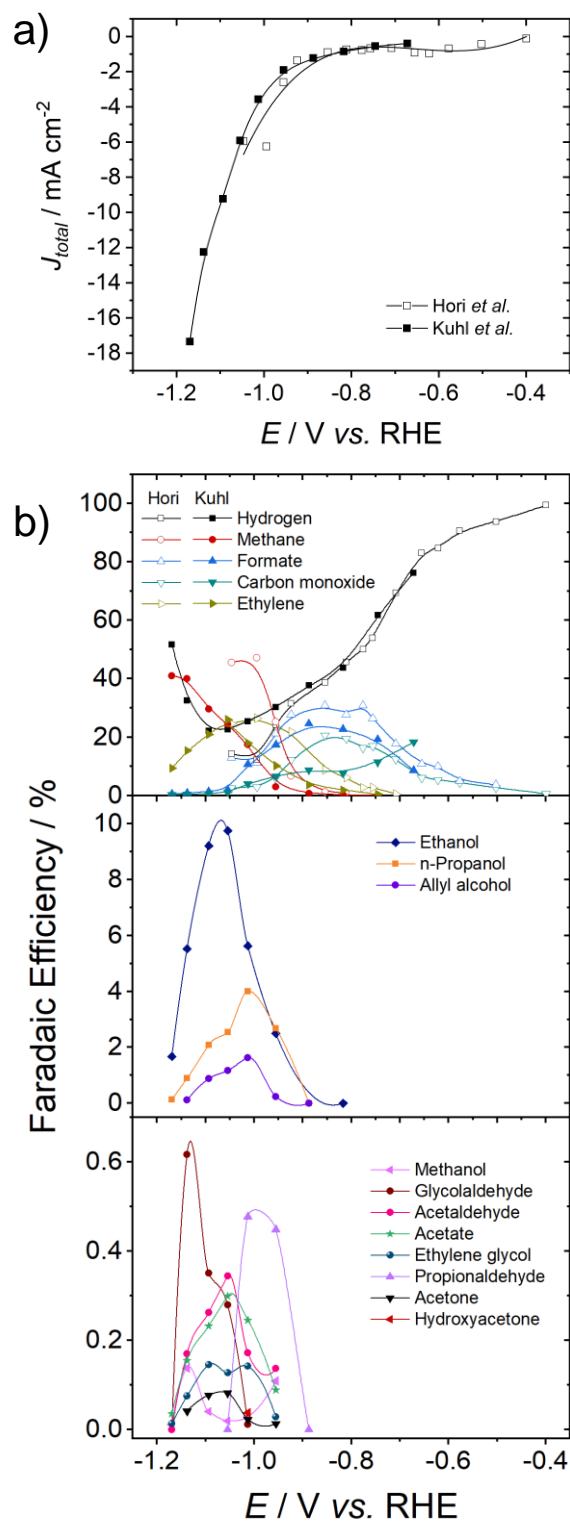 a)
0
-2
-4
-6
-8
-10
-12
-14
-16
-18
J_total / mA cm⁻²
Hori et al.
Kuhl et al.
-1.2 -1.0 -0.8 -0.6 -0.4
E / V vs. RHE
b)
100
80
60
40
20
0
Hori Kuhl
Hydrogen
Methane
Formate
Carbon monoxide
Ethylene
Faradaic Efficiency / %
10
8
6
4
2
0
Ethanol
n-Propanol
Allyl alcohol
0.6
0.4
0.2
0.0
Methanol
Glycolaldehyde
Acetaldehyde
Acetate
Ethylene glycol
Propionaldehyde
Acetone
Hydroxyacetone
-1.2 -1.0 -0.8 -0.6 -0.4
E / V vs. RHE